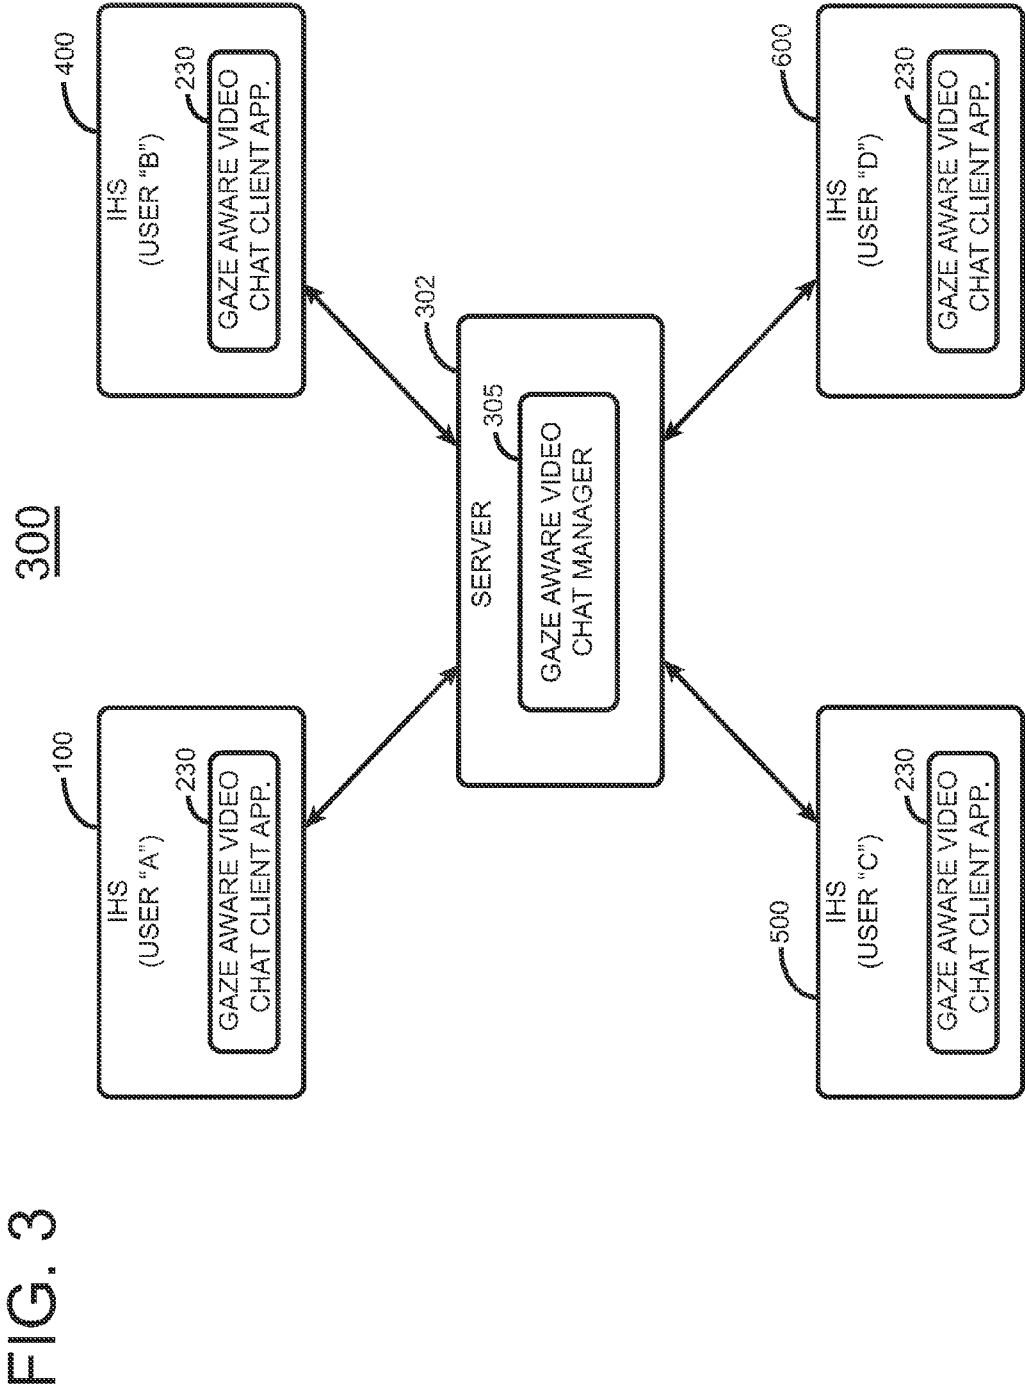 FIG. 3
300
100
IHS
(USER "A")
230
GAZE AWARE VIDEO
CHAT CLIENT APP.
400
IHS
(USER "B")
230
GAZE AWARE VIDEO
CHAT CLIENT APP.
302
SERVER
305
GAZE AWARE VIDEO
CHAT MANAGER
500
IHS
(USER "C")
230
GAZE AWARE VIDEO
CHAT CLIENT APP.
600
IHS
(USER "D")
230
GAZE AWARE VIDEO
CHAT CLIENT APP.